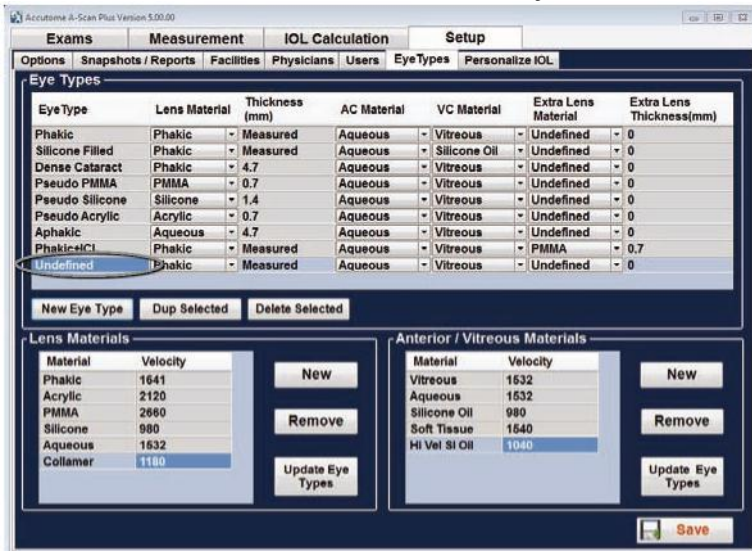 Accutome A-Scan Plus Version 5.00.00
Exams Measurement IOL Calculation Setup
Options Snapshots / Reports Facilities Physicians Users EyeTypes Personalize IOL
Eye Types
EyeType Lens Material Thickness (mm) AC Material VC Material Extra Lens Material Extra Lens Thickness(mm)
Phakic Phakic Measured Aqueous Vitreous Undefined 0
Silicone Filled Phakic Measured Aqueous Silicone Oil Undefined 0
Dense Cataract Phakic 4.7 Aqueous Vitreous Undefined 0
Pseudo PMMA PMMA 0.7 Aqueous Vitreous Undefined 0
Pseudo Silicone Silicone 1.4 Aqueous Vitreous Undefined 0
Pseudo Acrylic Acrylic 0.7 Aqueous Vitreous Undefined 0
Aphakic Aqueous 4.7 Aqueous Vitreous Undefined 0
Phakic+ICL Phakic Measured Aqueous Vitreous PMMA 0.7
Undefined Phakic Measured Aqueous Vitreous Undefined 0
New Eye Type Dup Selected Delete Selected
Lens Materials
Material Velocity
Phakic 1641
Acrylic 2120
PMMA 2660
Silicone 980
Aqueous 1532
Collamer 1180
New
Remove
Update Eye Types
Anterior / Vitreous Materials
Material Velocity
Vitreous 1532
Aqueous 1532
Silicone Oil 980
Soft Tissue 1540
Hi Vel Sl Oil 1040
New
Remove
Update Eye Types
Save